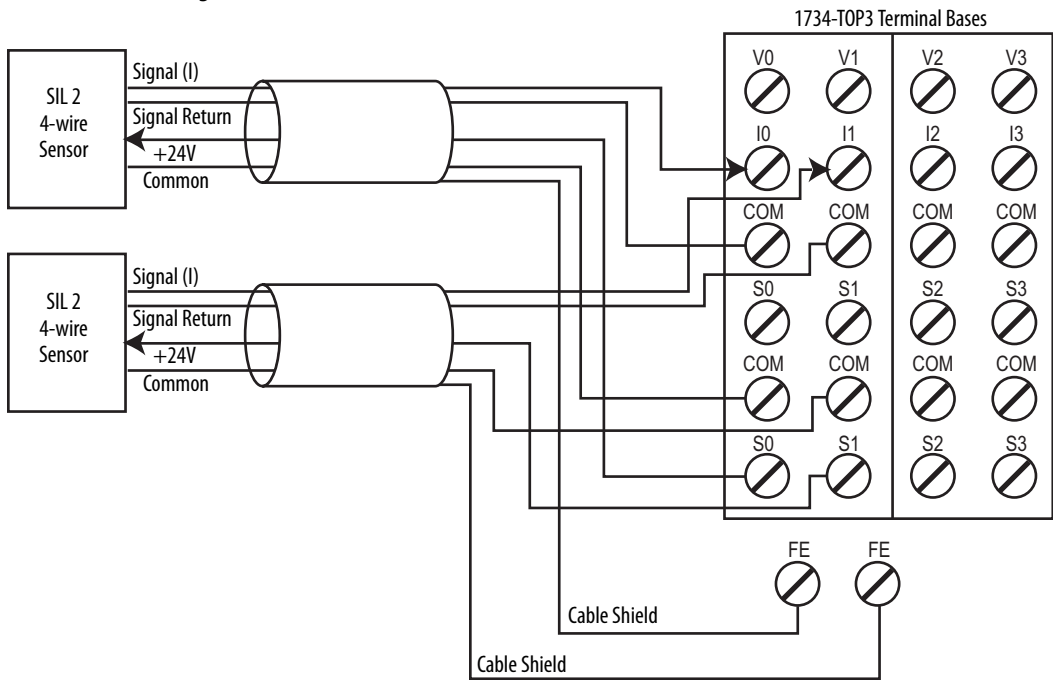 1734-TOP3 Terminal Bases
SIL 2
4-wire
Sensor
Signal (I)
Signal Return
+24V
Common
SIL 2
4-wire
Sensor
Signal (I)
Signal Return
+24V
Common
V0 V1 V2 V3
I0 I1 I2 I3
COM COM COM COM
S0 S1 S2 S3
COM COM COM COM
S0 S1 S2 S3
FE FE
Cable Shield
Cable Shield